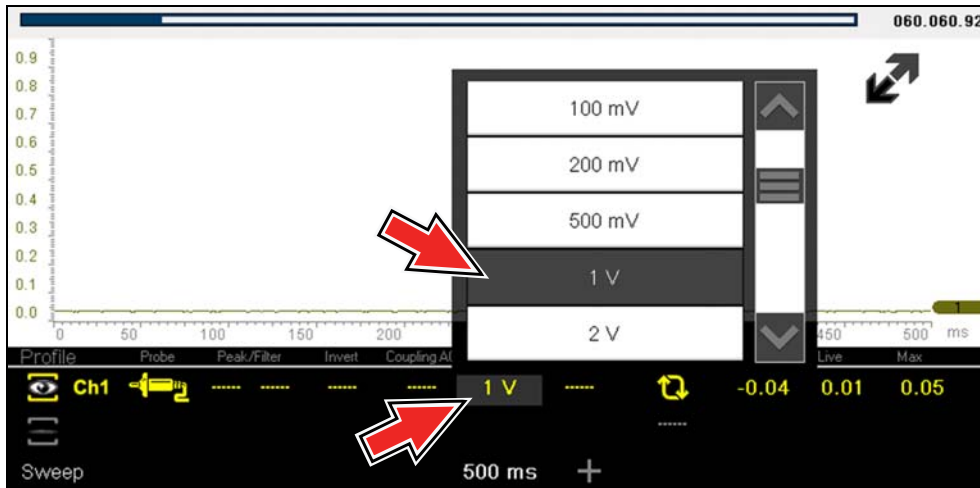 060.060.92
0.9
0.8
0.7
0.6
0.5
0.4
0.3
0.2
0.1
0.0
100 mV
200 mV
500 mV
1 V
2 V
1
0 50 100 150 200 450 500 ms
Profile Probe Peak/Filter Invert Coupling Live Max
Ch1 ------ ------ ------ ------ 1 V ------ -0.04 0.01 0.05
------
Sweep 500 ms +